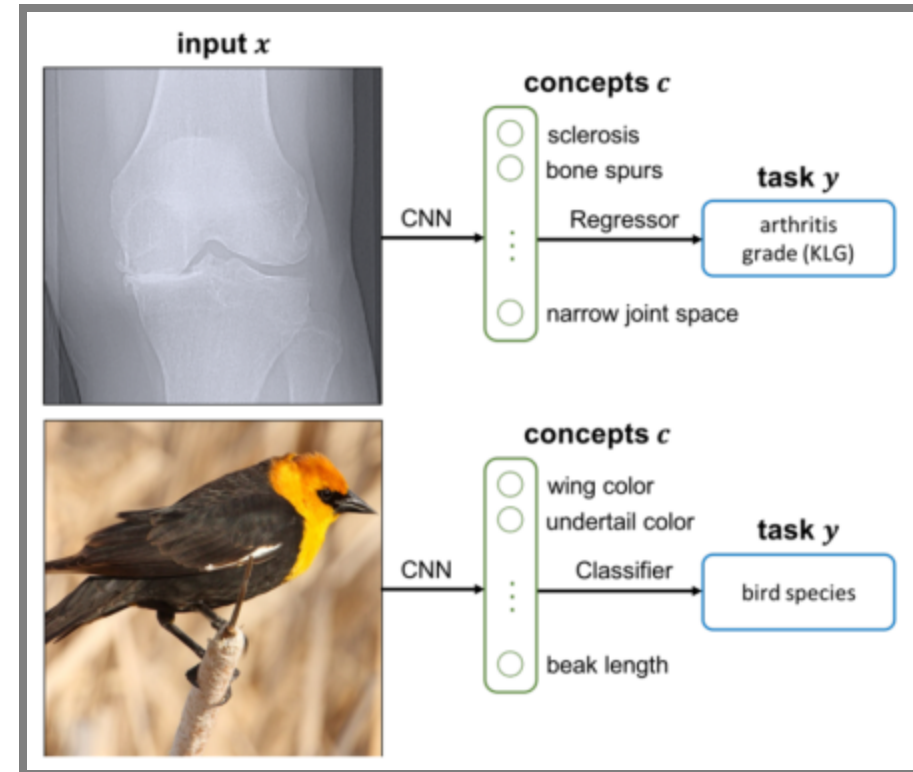 input x
concepts c
sclerosis
bone spurs
narrow joint space
CNN
Regressor
task y
arthritis
grade (KLG)
concepts c
wing color
undertail color
beak length
CNN
Classifier
task y
bird species